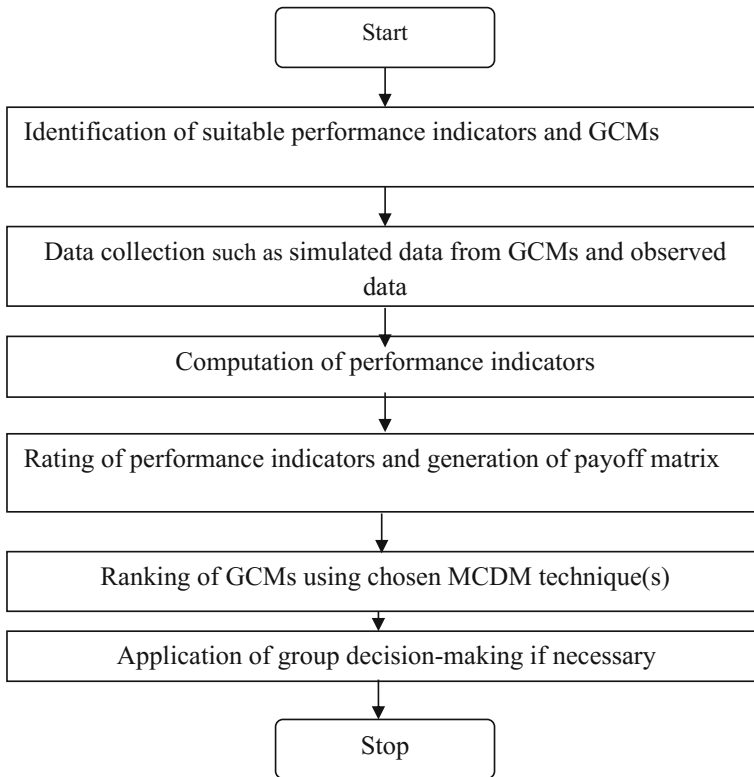 Start
Identification of suitable performance indicators and GCMs
Data collection such as simulated data from GCMs and observed
data
Computation of performance indicators
Rating of performance indicators and generation of payoff matrix
Ranking of GCMs using chosen MCDM technique(s)
Application of group decision-making if necessary
Stop